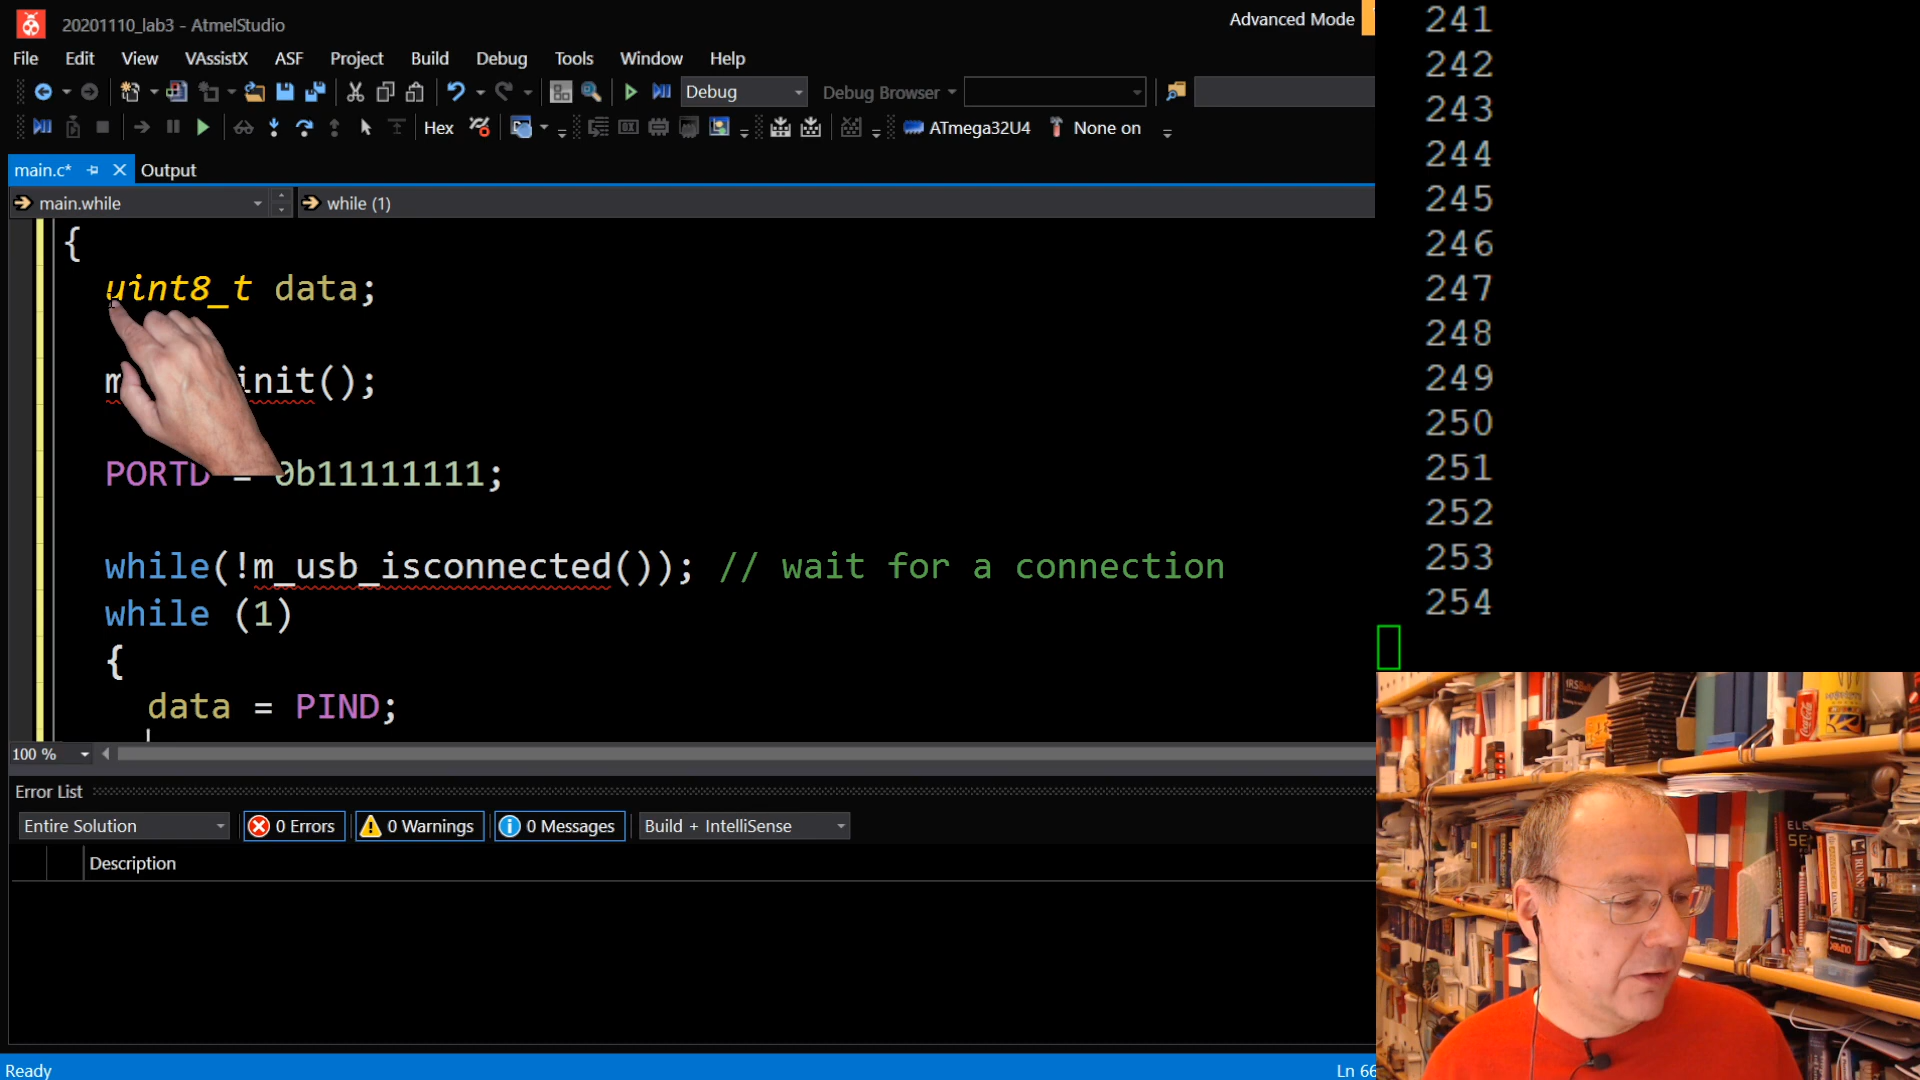 20201110_lab3 - AtmelStudio
Advanced Mode
File Edit View VAssistX ASF Project Build Debug Tools Window Help
Debug Debug Browser
Hex ATmega32U4 None on
main.c* Output
main.while while (1)
{
uint8_t data;
init();
PORTD = 0b11111111;
while(!m_usb_isconnected()); // wait for a connection
while (1)
{
data = PIND;
100 %
Error List
Entire Solution 0 Errors 0 Warnings 0 Messages Build + IntelliSense
Description
Ready
Ln 66
241
242
243
244
245
246
247
248
249
250
251
252
253
254